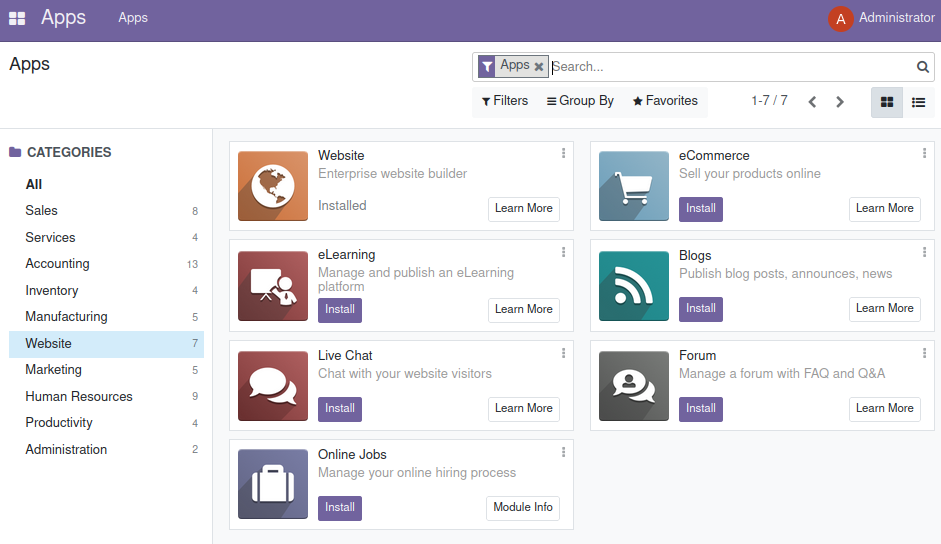 Apps Apps A Administrator
Apps
Apps Search...
Filters Group By Favorites 1-7 / 7
CATEGORIES
All
Sales 8
Services 4
Accounting 13
Inventory 4
Manufacturing 5
Website 7
Marketing 5
Human Resources 9
Productivity 4
Administration 2
Website
Enterprise website builder
Installed Learn More
eCommerce
Sell your products online
Install Learn More
eLearning
Manage and publish an eLearning
platform
Install Learn More
Blogs
Publish blog posts, announces, news
Install Learn More
Live Chat
Chat with your website visitors
Install Learn More
Forum
Manage a forum with FAQ and Q&A
Install Learn More
Online Jobs
Manage your online hiring process
Install Module Info